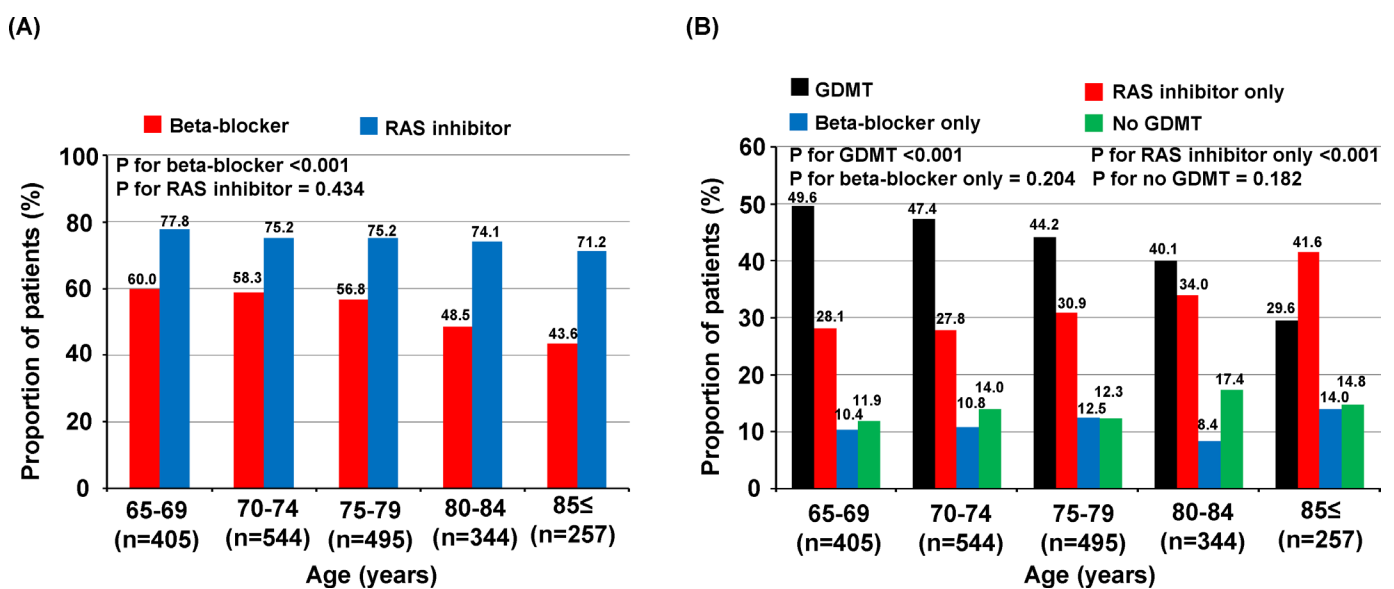 (A)
Beta-blocker
RAS inhibitor
P for beta-blocker <0.001
P for RAS inhibitor = 0.434
Proportion of patients (%)
100
80
60
40
20
0
60.0
77.8
58.3
75.2
56.8
75.2
48.5
74.1
43.6
71.2
65-69 70-74 75-79 80-84 85≤
(n=405) (n=544) (n=495) (n=344) (n=257)
Age (years)
(B)
GDMT
RAS inhibitor only
Beta-blocker only
No GDMT
P for GDMT <0.001 P for RAS inhibitor only <0.001
P for beta-blocker only = 0.204 P for no GDMT = 0.182
Proportion of patients (%)
60
50
40
30
20
10
0
49.6
28.1
10.4
11.9
47.4
27.8
10.8
14.0
44.2
30.9
12.5
12.3
40.1
34.0
8.4
17.4
29.6
41.6
14.0
14.8
65-69 70-74 75-79 80-84 85≤
(n=405) (n=544) (n=495) (n=344) (n=257)
Age (years)